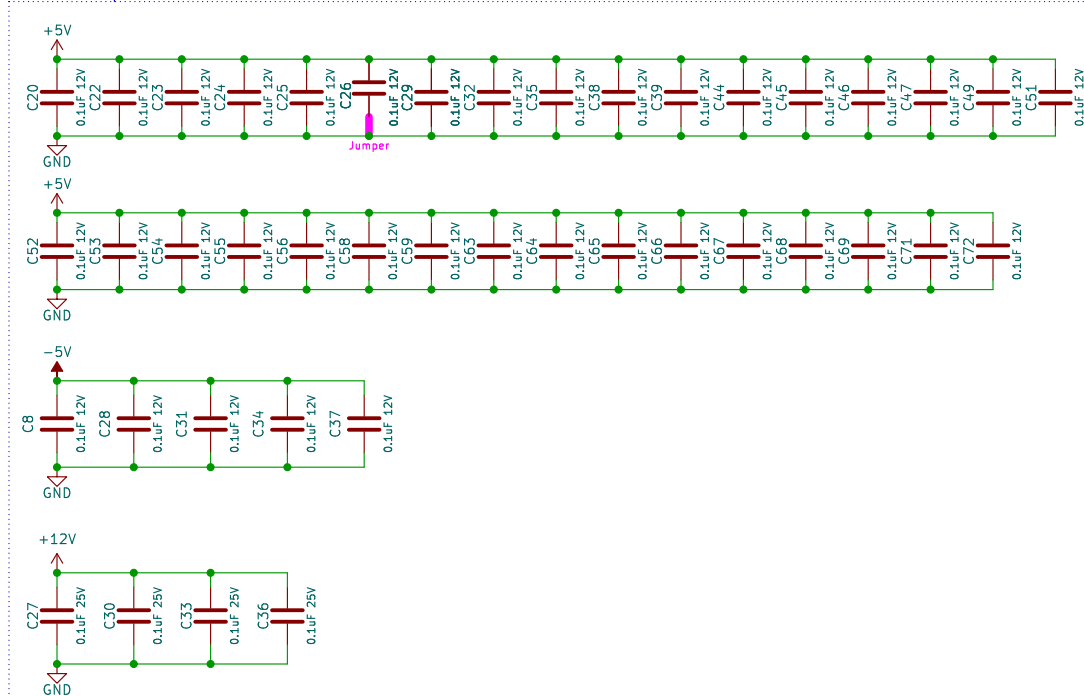 +5V
C20 0.1uF 12V
C22 0.1uF 12V
C23 0.1uF 12V
C24 0.1uF 12V
C25 0.1uF 12V
C26 0.1uF 12V
C29 0.1uF 12V
C32 0.1uF 12V
C35 0.1uF 12V
C38 0.1uF 12V
C39 0.1uF 12V
C44 0.1uF 12V
C45 0.1uF 12V
C46 0.1uF 12V
C47 0.1uF 12V
C49 0.1uF 12V
C51 0.1uF 12V
Jumper
GND
+5V
C52 0.1uF 12V
C53 0.1uF 12V
C54 0.1uF 12V
C55 0.1uF 12V
C56 0.1uF 12V
C58 0.1uF 12V
C59 0.1uF 12V
C63 0.1uF 12V
C64 0.1uF 12V
C65 0.1uF 12V
C66 0.1uF 12V
C67 0.1uF 12V
C68 0.1uF 12V
C69 0.1uF 12V
C71 0.1uF 12V
C72 0.1uF 12V
GND
-5V
C8 0.1uF 12V
C28 0.1uF 12V
C31 0.1uF 12V
C34 0.1uF 12V
C37 0.1uF 12V
GND
+12V
C27 0.1uF 25V
C30 0.1uF 25V
C33 0.1uF 25V
C36 0.1uF 25V
GND